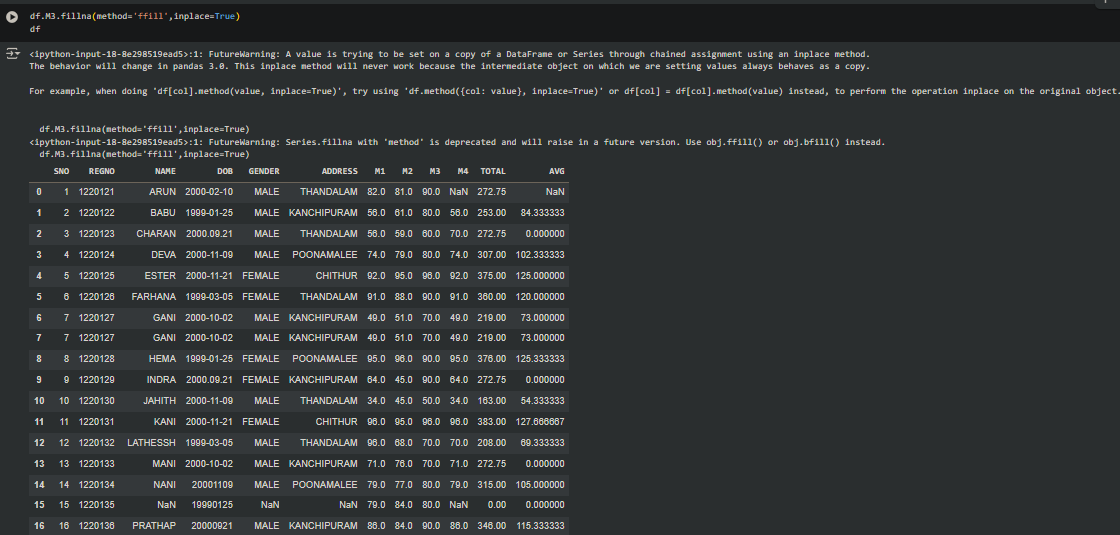 df.M3.fillna(method='ffill',inplace=True)
df
<ipython-input-18-8e298519ead5>:1: FutureWarning: A value is trying to be set on a copy of a DataFrame or Series through chained assignment using an inplace method.
The behavior will change in pandas 3.0. This inplace method will never work because the intermediate object on which we are setting values always behaves as a copy.
For example, when doing 'df[col].method(value, inplace=True)', try using 'df.method({col: value}, inplace=True)' or df[col] = df[col].method(value) instead, to perform the operation inplace on the original object.
df.M3.fillna(method='ffill',inplace=True)
<ipython-input-18-8e298519ead5>:1: FutureWarning: Series.fillna with 'method' is deprecated and will raise in a future version. Use obj.ffill() or obj.bfill() instead.
df.M3.fillna(method='ffill',inplace=True)
SNO REGNO NAME DOB GENDER ADDRESS M1 M2 M3 M4 TOTAL AVG
0 1 1220121 ARUN 2000-02-10 MALE THANDALAM 82.0 81.0 90.0 NaN 272.75 NaN
1 2 1220122 BABU 1999-01-25 MALE KANCHIPURAM 56.0 61.0 80.0 56.0 253.00 84.333333
2 3 1220123 CHARAN 2000.09.21 MALE THANDALAM 56.0 59.0 60.0 70.0 272.75 0.000000
3 4 1220124 DEVA 2000-11-09 MALE POONAMALEE 74.0 79.0 80.0 74.0 307.00 102.333333
4 5 1220125 ESTER 2000-11-21 FEMALE CHITHUR 92.0 95.0 96.0 92.0 375.00 125.000000
5 6 1220126 FARHANA 1999-03-05 FEMALE THANDALAM 91.0 88.0 90.0 91.0 360.00 120.000000
6 7 1220127 GANI 2000-10-02 MALE KANCHIPURAM 49.0 51.0 70.0 49.0 219.00 73.000000
7 7 1220127 GANI 2000-10-02 MALE KANCHIPURAM 49.0 51.0 70.0 49.0 219.00 73.000000
8 8 1220128 HEMA 1999-01-25 FEMALE POONAMALEE 95.0 96.0 90.0 95.0 376.00 125.333333
9 9 1220129 INDRA 2000.09.21 FEMALE KANCHIPURAM 64.0 45.0 90.0 64.0 272.75 0.000000
10 10 1220130 JAHITH 2000-11-09 MALE THANDALAM 34.0 45.0 50.0 34.0 163.00 54.333333
11 11 1220131 KANI 2000-11-21 FEMALE CHITHUR 96.0 95.0 96.0 96.0 383.00 127.666667
12 12 1220132 LATHESSH 1999-03-05 MALE THANDALAM 96.0 68.0 70.0 70.0 208.00 69.333333
13 13 1220133 MANI 2000-10-02 MALE KANCHIPURAM 71.0 76.0 70.0 71.0 272.75 0.000000
14 14 1220134 NANI 20001109 MALE POONAMALEE 79.0 77.0 80.0 79.0 315.00 105.000000
15 15 1220135 NaN 19990125 NaN NaN 79.0 84.0 80.0 NaN 0.00 0.000000
16 16 1220136 PRATHAP 20000921 MALE KANCHIPURAM 86.0 84.0 90.0 86.0 346.00 115.333333